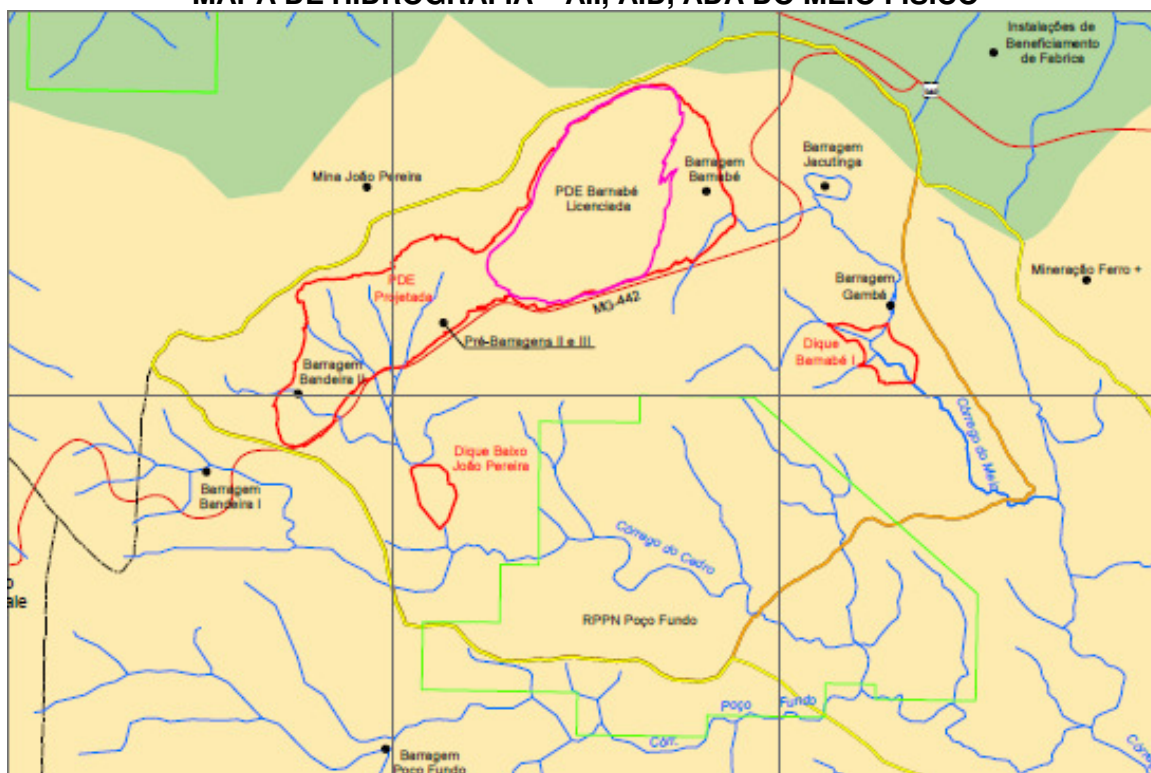 MAPA DE HIDROGRAFIA – AII, AID, ADA DO MEIO FÍSICO
Instalações de
Beneficiamento
de Fabrica
Barragem
Jacutinga
Barragem
Barnabé
Mina João Pereira
PDE Barnabé
Licenciada
Mineração Ferro +
PDE
Projetada
Barragem
Gambá
MG-442
Pré-Barragens II e III
Dique
Barnabé I
Barragem
Bandeira II
Córrego do Meio
Dique Baixo
João Pereira
Barragem
Bandeira I
Córrego do Cedro
ale
RPPN Poço Fundo
Poço Fundo
Córr.
Barragem
Poço Fundo